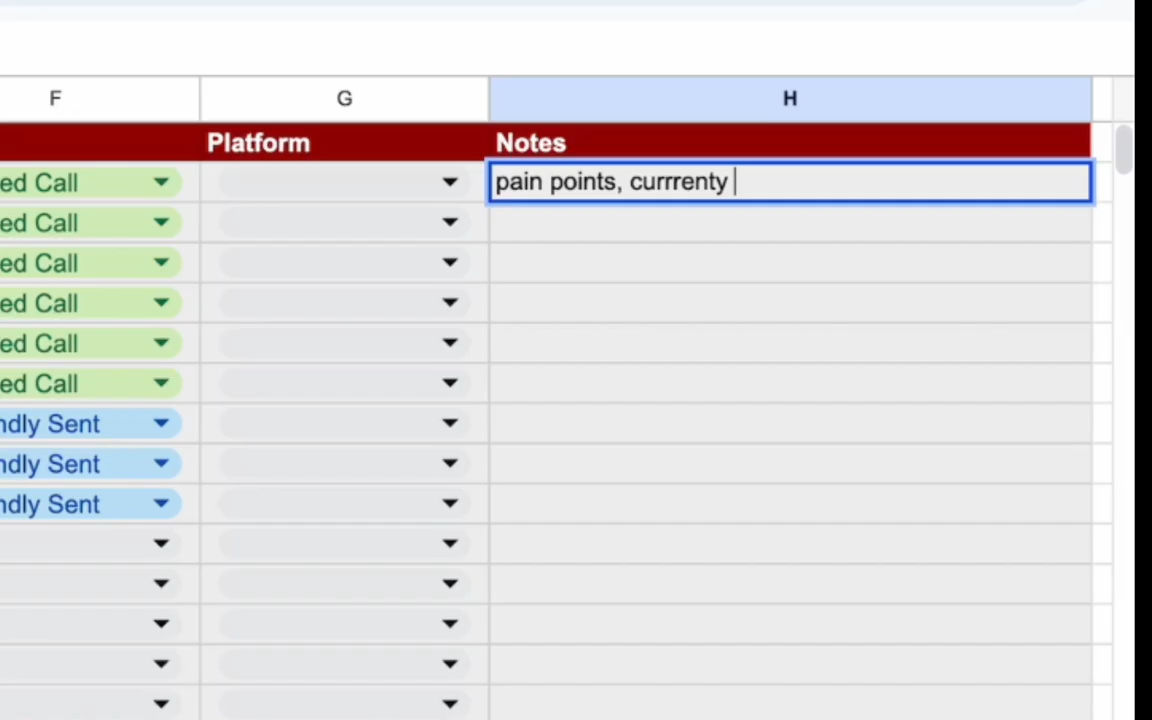 F G H
Platform Notes
ed Call pain points, currrenty
ed Call
ed Call
ed Call
ed Call
ed Call
ndly Sent
ndly Sent
ndly Sent